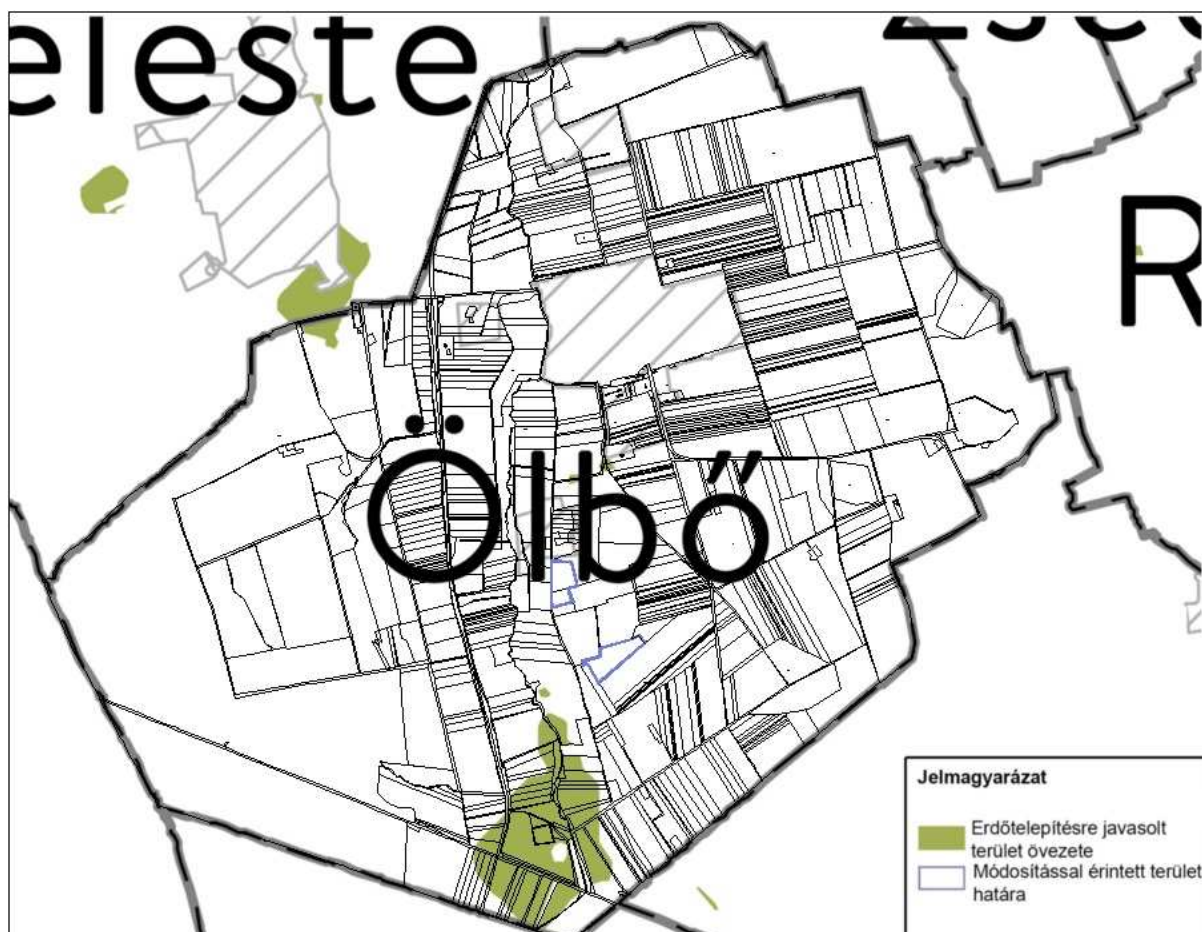 eleste
Ölbő
R
Jelmagyarázat
Erdőtelepítésre javasolt
terület övezete
Módosítással érintett terület
határa